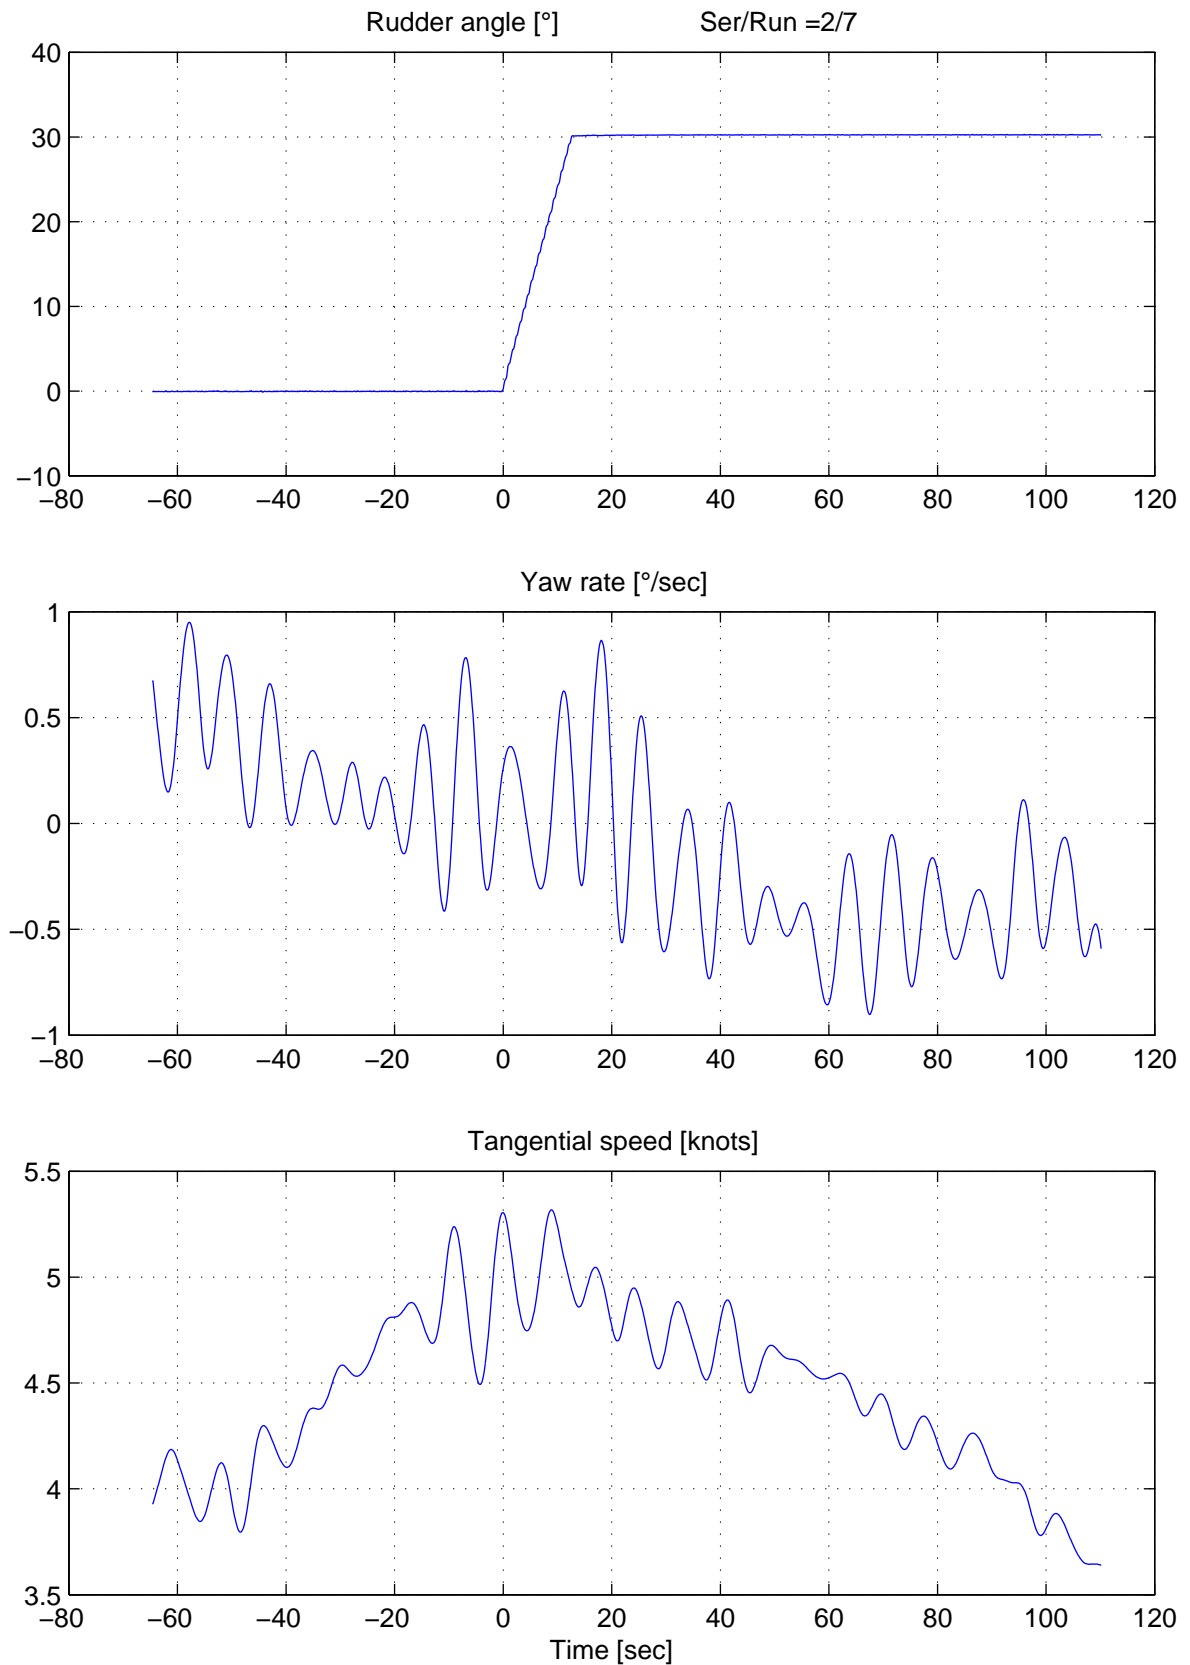 Rudder angle [°] Ser/Run =2/7
40
30
20
10
0
−10
−80 −60 −40 −20 0 20 40 60 80 100 120
Yaw rate [°/sec]
1
0.5
0
−0.5
−1
−80 −60 −40 −20 0 20 40 60 80 100 120
Tangential speed [knots]
5.5
5
4.5
4
3.5
−80 −60 −40 −20 0 20 40 60 80 100 120
Time [sec]